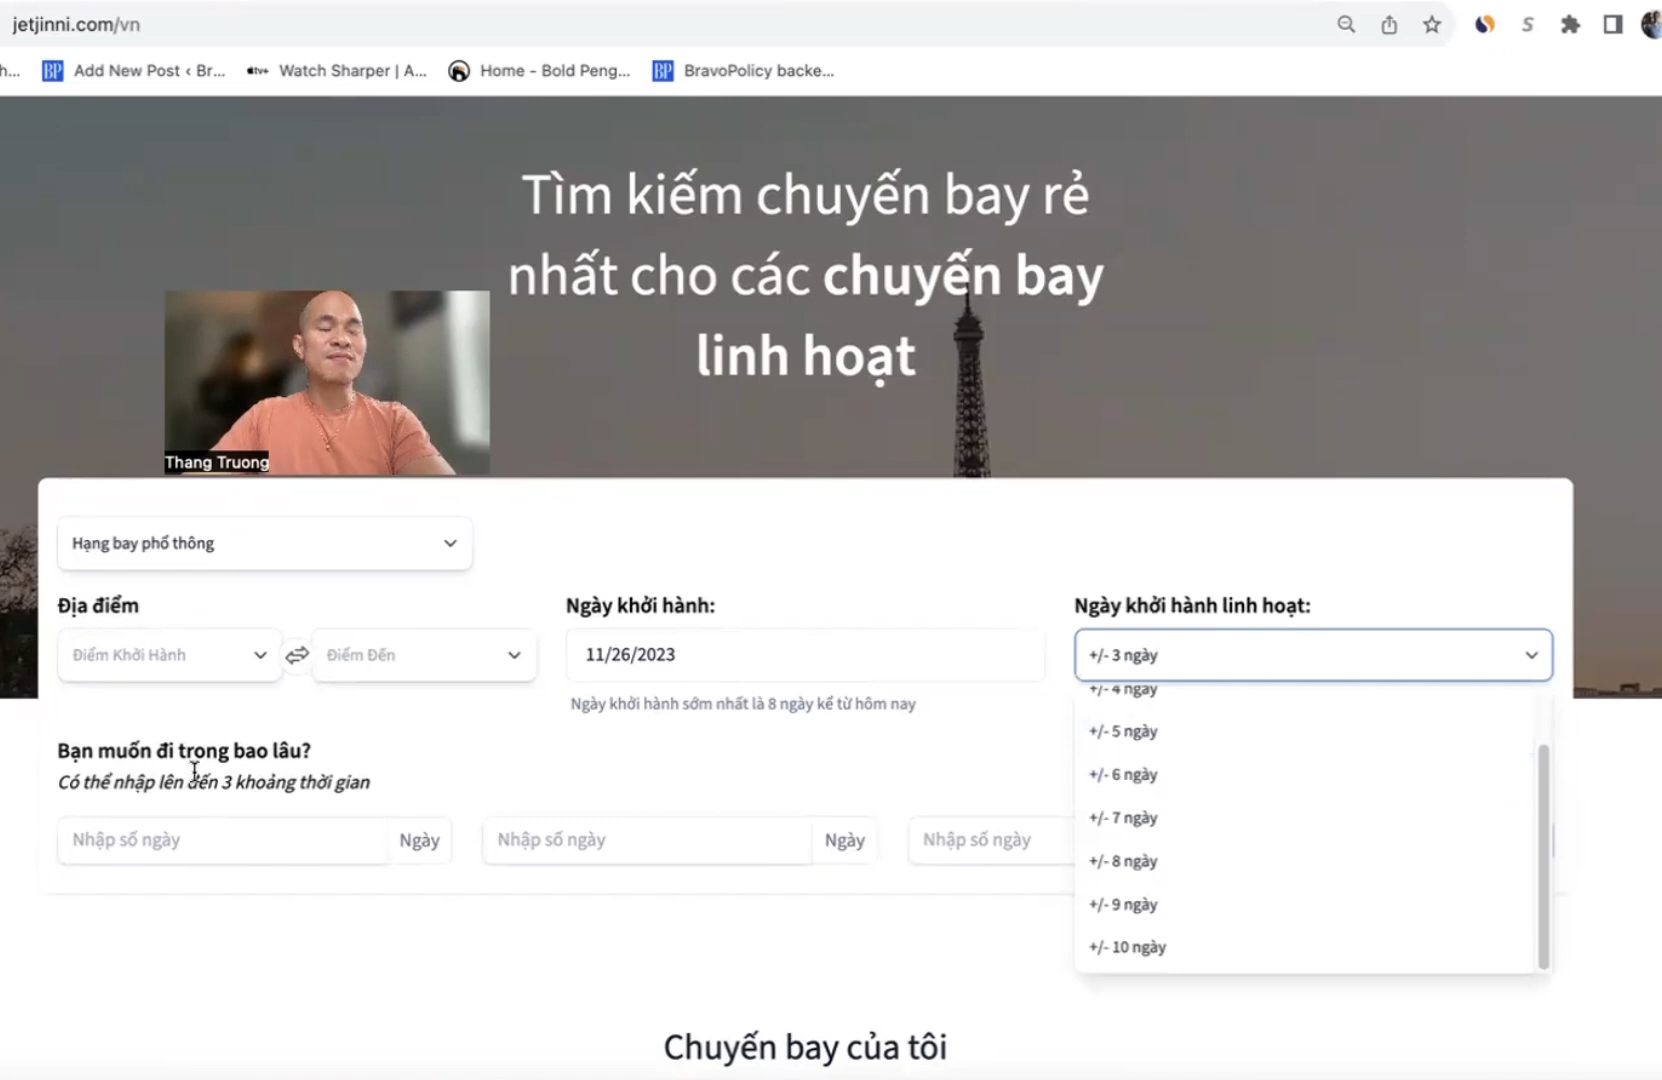 jetjinni.com/vn
h... Add New Post ‹ Br... tv+ Watch Sharper | A... Home – Bold Peng... BP BravoPolicy backe...
BP
Tìm kiếm chuyến bay rẻ
nhất cho các chuyến bay
linh hoạt
Thang Truong
Hạng bay phổ thông
Địa điểm
Điểm Khởi Hành
Điểm Đến
Ngày khởi hành:
11/26/2023
Ngày khởi hành sớm nhất là 8 ngày kể từ hôm nay
Ngày khởi hành linh hoạt:
+/- 3 ngày
+/- 4 ngày
+/- 5 ngày
+/- 6 ngày
+/- 7 ngày
+/- 8 ngày
+/- 9 ngày
+/- 10 ngày
Bạn muốn đi trong bao lâu?
Có thể nhập lên đến 3 khoảng thời gian
Nhập số ngày Ngày
Nhập số ngày Ngày
Nhập số ngày
Chuyến bay của tôi